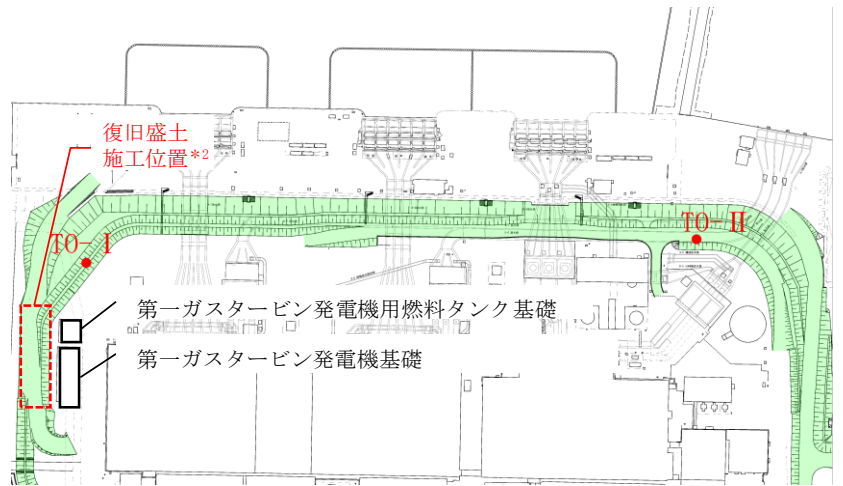 復旧盛土
施工位置*2
TO-Ⅰ
TO-Ⅱ
第一ガスタービン発電機用燃料タンク基礎
第一ガスタービン発電機基礎